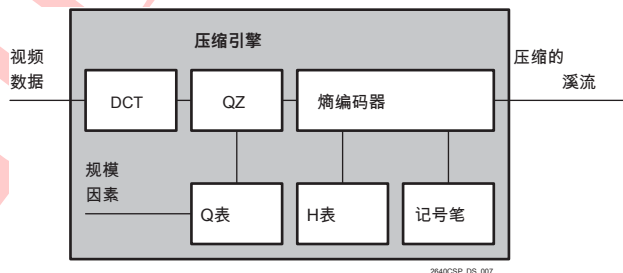 压缩引擎
视频
数据
压缩的
溪流
DCT
QZ
熵编码器
规模
因素
Q表
H表
记号笔
2640CSP_DS_007